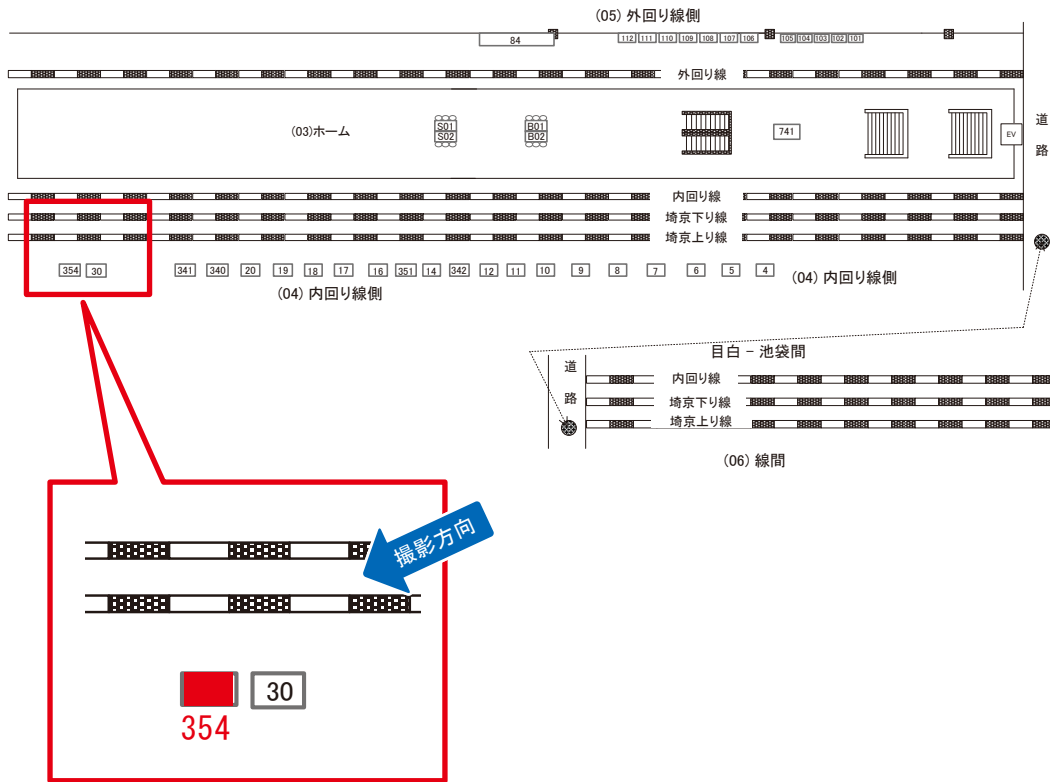 (05) 外回り線側
84
112 111 110 109 108 107 106
105 104 103 102 101
外回り線
(03)ホーム
S01
S02
B01
B02
741
EV
道
路
内回り線
埼京下り線
埼京上り線
354 30
341 340 20 19 18 17 16 351 14 342 12 11 10 9 8 7 6 5 4
(04) 内回り線側
(04) 内回り線側
目白 - 池袋間
道
路
内回り線
埼京下り線
埼京上り線
(06) 線間
撮影方向
30
354